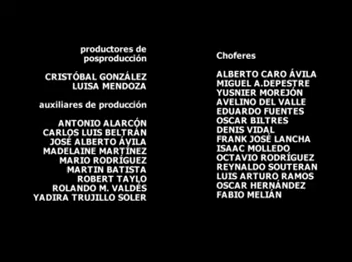 productores de
posproducción
CRISTÓBAL GONZÁLEZ
LUISA MENDOZA
auxiliares de producción
ANTONIO ALARCÓN
CARLOS LUIS BELTRÁN
JOSÉ ALBERTO ÁVILA
MADELAINE MARTÍNEZ
MARIO RODRÍGUEZ
MARTIN BATISTA
ROBERT TAYLO
ROLANDO M. VALDÉS
YADIRA TRUJILLO SOLER
Choferes
ALBERTO CARO ÁVILA
MIGUEL A.DEPESTRE
YUSNIER MOREJÓN
AVELINO DEL VALLE
EDUARDO FUENTES
OSCAR BILTRES
DENIS VIDAL
FRANK JOSÉ LANCHA
ISAAC MOLLEDO
OCTAVIO RODRÍGUEZ
REYNALDO SOUTERAN
LUIS ARTURO RAMOS
OSCAR HERNÁNDEZ
FABIO MELIÁN